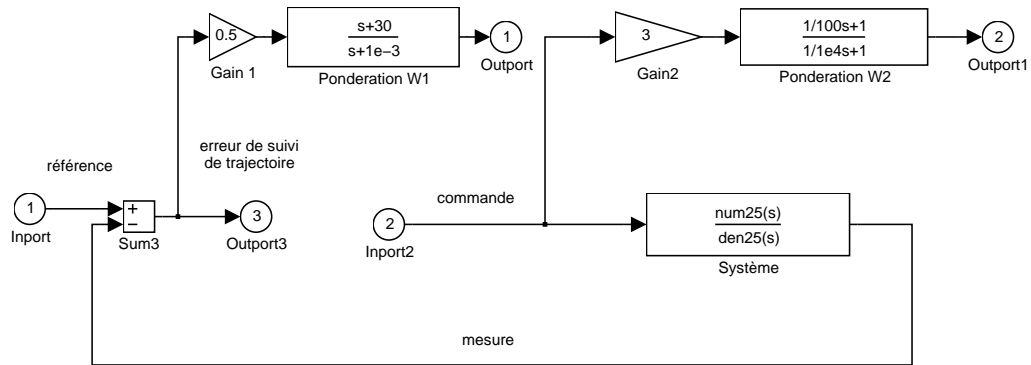 0.5
Gain 1
s+30
s+1e−3
Ponderation W1
1
Outport
3
Gain2
1/100s+1
1/1e4s+1
Ponderation W2
2
Outport1
référence
erreur de suivi
de trajectoire
1
Inport
+
−
Sum3
3
Outport3
commande
2
Inport2
num25(s)
den25(s)
Système
mesure